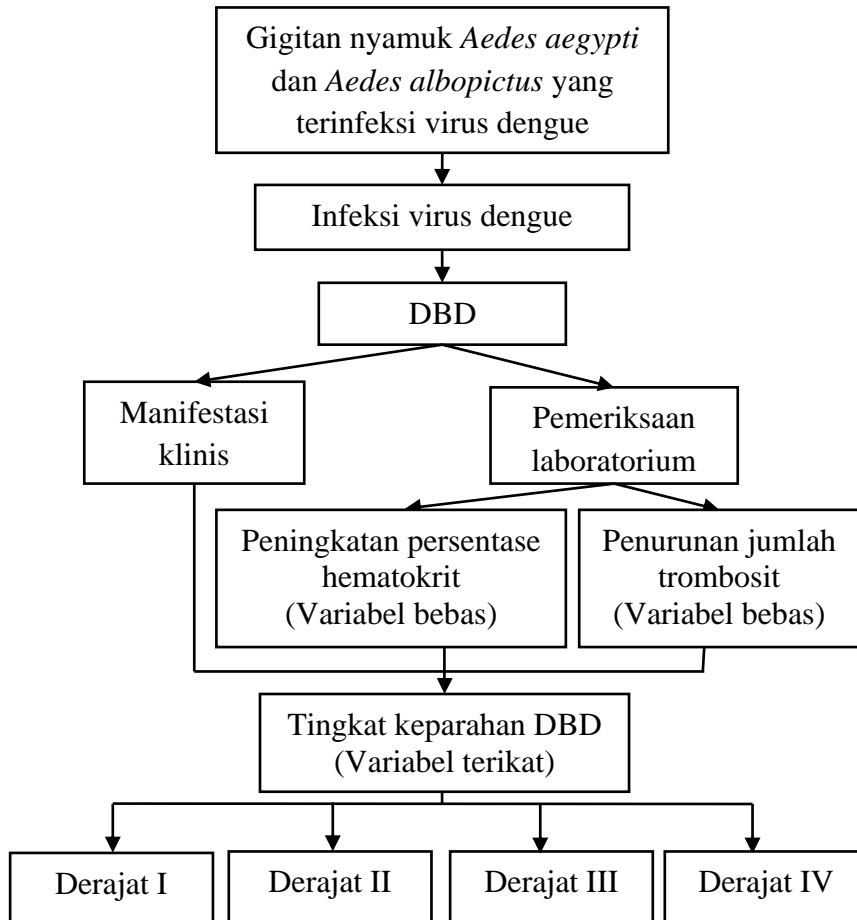 Gigitan nyamuk Aedes aegypti
dan Aedes albopictus yang
terinfeksi virus dengue
Infeksi virus dengue
DBD
Manifestasi
klinis
Pemeriksaan
laboratorium
Peningkatan persentase
hematokrit
(Variabel bebas)
Penurunan jumlah
trombosit
(Variabel bebas)
Tingkat keparahan DBD
(Variabel terikat)
Derajat I
Derajat II
Derajat III
Derajat IV